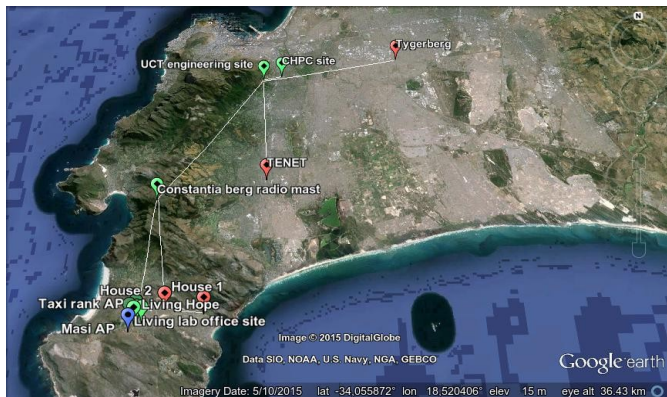 N
Tygerberg
UCT engineering site
CHPC site
TENET
Constantia berg radio mast
House 2
House 1
Taxi rank AP
Living Hope
Living lab office site
Masi AP
Image © 2015 DigitalGlobe
Data SIO, NOAA, U.S. Navy, NGA, GEBCO
Google earth
Imagery Date: 5/10/2015 lat -34,055872° lon 18,520406° elev 15 m eye alt 36.43 km